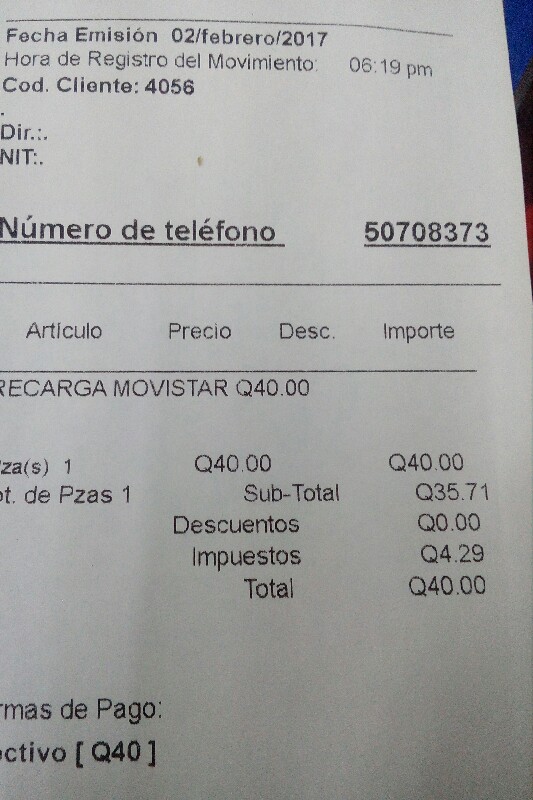 Fecha Emisión 02/febrero/2017
Hora de Registro del Movimiento: 06:19 pm
Cod. Cliente: 4056
.
Dir.:.
NIT:.
Número de teléfono 50708373
Artículo Precio Desc. Importe
RECARGA MOVISTAR Q40.00
za(s) 1 Q40.00 Q40.00
ot. de Pzas 1 Sub-Total Q35.71
Descuentos Q0.00
Impuestos Q4.29
Total Q40.00
rmas de Pago:
ectivo [ Q40 ]